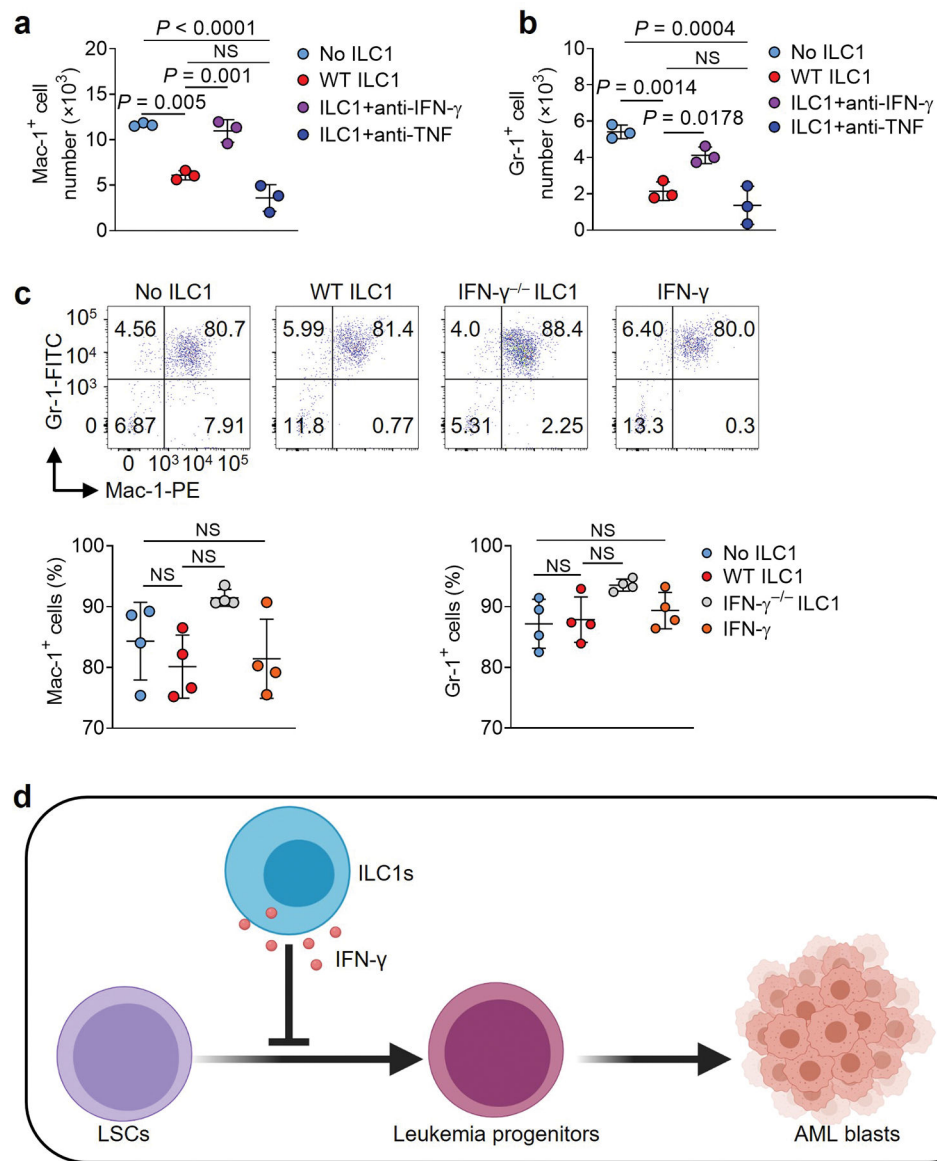 a
P < 0.0001
NS
P = 0.001
P = 0.005
Mac-1⁺ cell
number (×10³)
20
15
10
5
0
No ILC1
WT ILC1
ILC1+anti-IFN-γ
ILC1+anti-TNF
b
P = 0.0004
NS
P = 0.0014
P = 0.0178
Gr-1⁺ cell
number (×10³)
10
8
6
4
2
0
No ILC1
WT ILC1
ILC1+anti-IFN-γ
ILC1+anti-TNF
c
No ILC1
WT ILC1
IFN-γ⁻/⁻ ILC1
IFN-γ
Gr-1-FITC
10⁵
10⁴
10³
0
4.56 80.7
6.87 7.91
5.99 81.4
11.8 0.77
4.0 88.4
5.31 2.25
6.40 80.0
13.3 0.3
0 10³ 10⁴ 10⁵
Mac-1-PE
Mac-1⁺ cells (%)
100
90
80
70
NS
NS
NS
Gr-1⁺ cells (%)
100
90
80
70
NS
NS
NS
No ILC1
WT ILC1
IFN-γ⁻/⁻ ILC1
IFN-γ
d
ILC1s
IFN-γ
LSCs
Leukemia progenitors
AML blasts